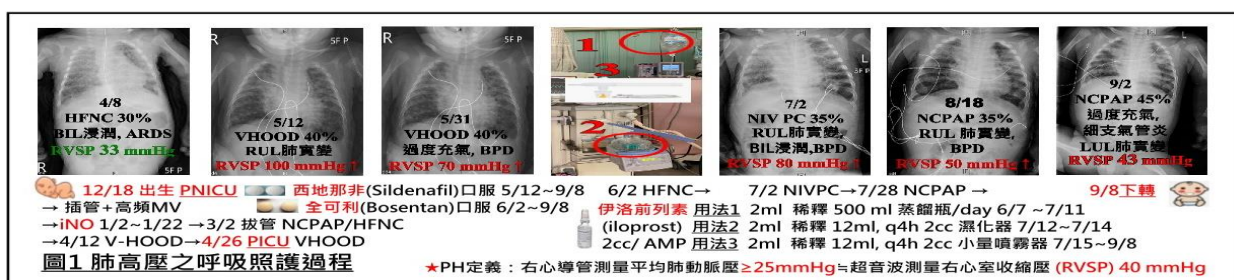 R
4/8
HFNC 30%
BIL浸潤, ARDS
RVSP 33 mmHg
R
R
5F P
5/12
VHOOD 40%
RUL肺實變
RVSP 100 mmHg ↑
R
5F P
5/31
VHOOD 40%
過度充氣, BPD
RVSP 70 mmHg ↑
1
3
2
L
7/2
NIV PC 35%
RUL肺實變,
BIL浸潤,BPD
RVSP 80 mmHg ↑
5F P
8/18
NCPAP 35%
RUL 肺實變,
BPD
RVSP 50 mmHg ↑
L
9/2
NCPAP 45%
過度充氣,
細支氣管炎
LUL肺實變
RVSP 43 mmHg
12/18 出生 PNICU
→ 插管+高頻MV
→iNO 1/2~1/22 →3/2 拔管 NCPAP/HFNC
→4/12 V-HOOD→4/26 PICU VHOOD
西地那非(Sildenafil)口服 5/12~9/8
全可利(Bosentan)口服 6/2~9/8
6/2 HFNC→ 7/2 NIVPC→7/28 NCPAP → 9/8下轉
伊洛前列素 用法1 2ml 稀釋 500 ml 蒸餾瓶/day 6/7 ~7/11
(iloprost) 用法2 2ml 稀釋 12ml, q4h 2cc 濕化器 7/12~7/14
2cc/ AMP 用法3 2ml 稀釋 12ml, q4h 2cc 小量噴霧器 7/15~9/8
圖1 肺高壓之呼吸照護過程
★PH定義：右心導管測量平均肺動脈壓≥25mmHg≒超音波測量右心室收縮壓 (RVSP) 40 mmHg